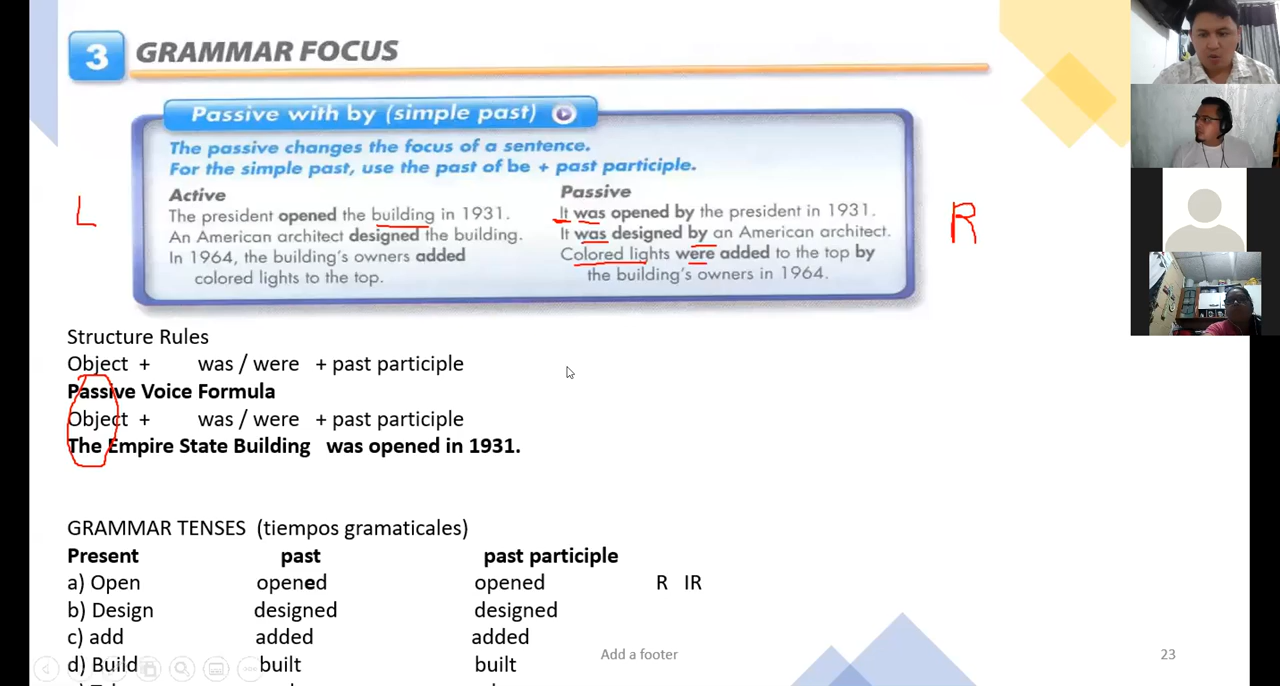 3 GRAMMAR FOCUS
Passive with by (simple past)
The passive changes the focus of a sentence.
For the simple past, use the past of be + past participle.
Active
The president opened the building in 1931.
An American architect designed the building.
In 1964, the building's owners added
colored lights to the top.
Passive
It was opened by the president in 1931.
It was designed by an American architect.
Colored lights were added to the top by
the building's owners in 1964.
L
R
Structure Rules
Object + was / were + past participle
Passive Voice Formula
Object + was / were + past participle
The Empire State Building was opened in 1931.
GRAMMAR TENSES (tiempos gramaticales)
Present past past participle
a) Open opened opened R IR
b) Design designed designed
c) add added added
d) Build built built
Add a footer
23